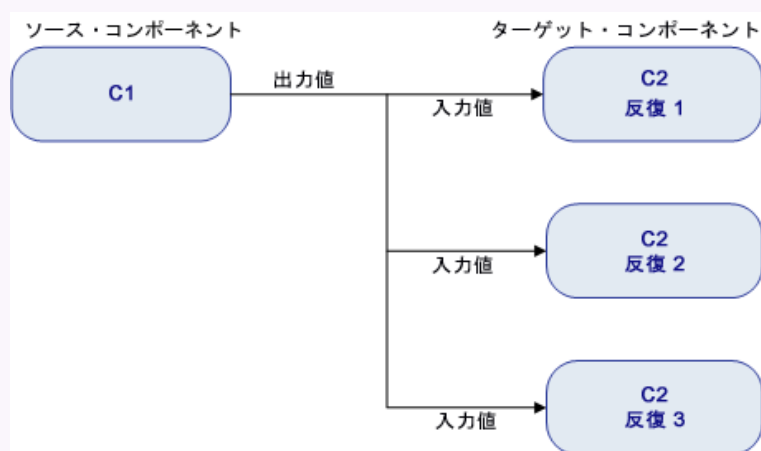 ソース・コンポーネント
ターゲット・コンポーネント
C1
出力値
入力値
C2
反復 1
入力値
C2
反復 2
入力値
C2
反復 3